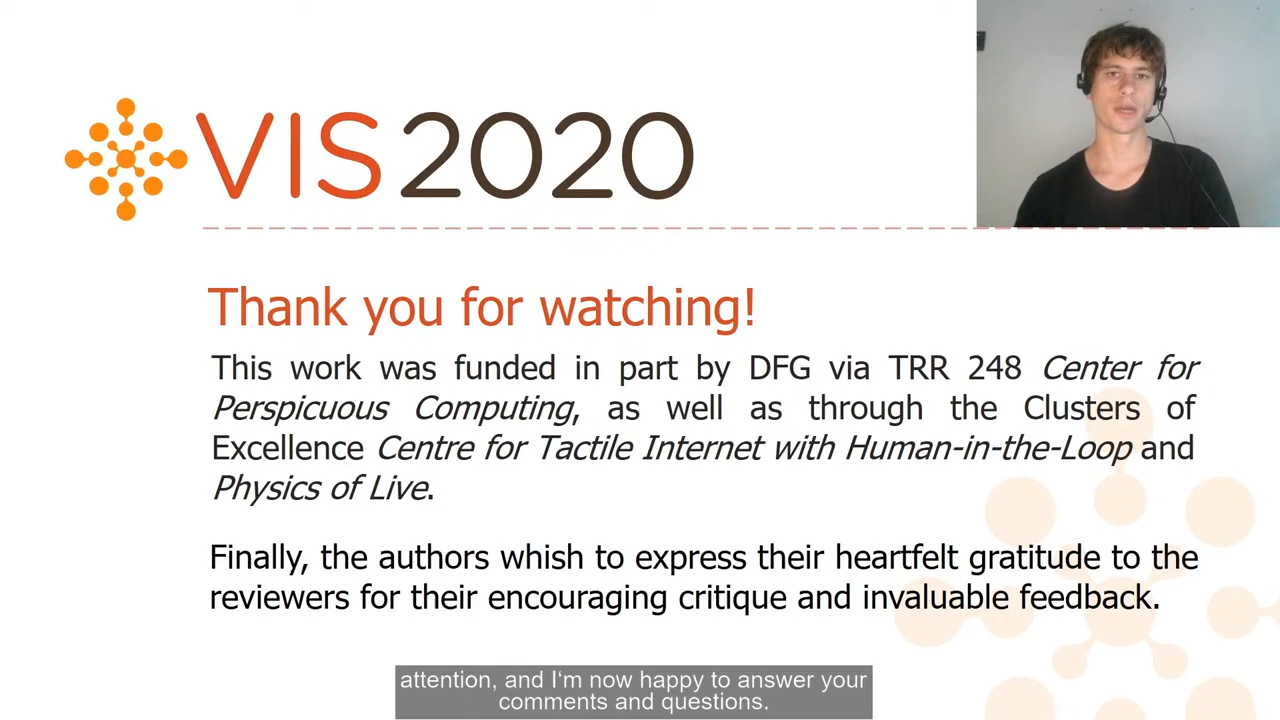 VIS2020
Thank you for watching!
This work was funded in part by DFG via TRR 248 Center for
Perspicuous Computing, as well as through the Clusters of
Excellence Centre for Tactile Internet with Human-in-the-Loop and
Physics of Live.
Finally, the authors whish to express their heartfelt gratitude to the
reviewers for their encouraging critique and invaluable feedback.
attention, and I‘m now happy to answer your
comments and questions.